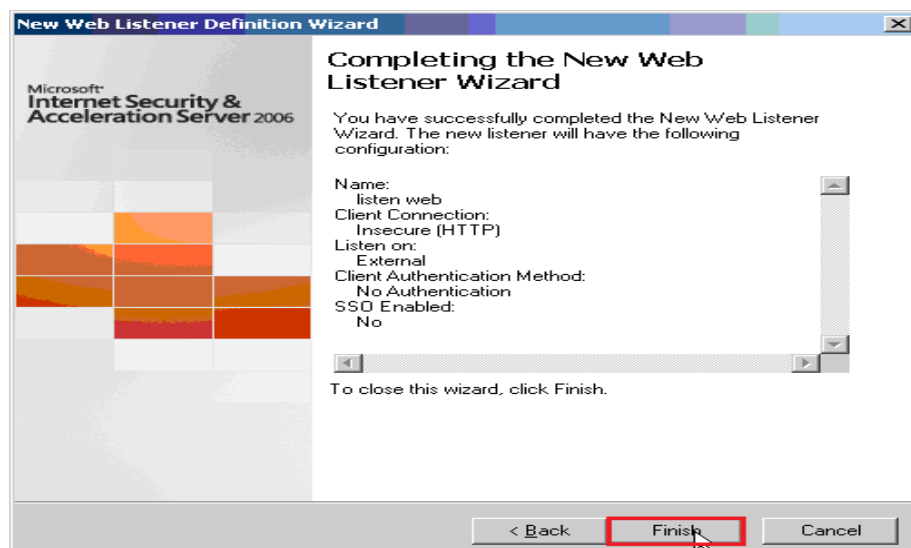 New Web Listener Definition Wizard
Completing the New Web
Listener Wizard
Microsoft®
Internet Security &
Acceleration Server 2006
You have successfully completed the New Web Listener
Wizard. The new listener will have the following
configuration:
Name:
listen web
Client Connection:
Insecure (HTTP)
Listen on:
External
Client Authentication Method:
No Authentication
SSO Enabled:
No
To close this wizard, click Finish.
< Back
Finish
Cancel